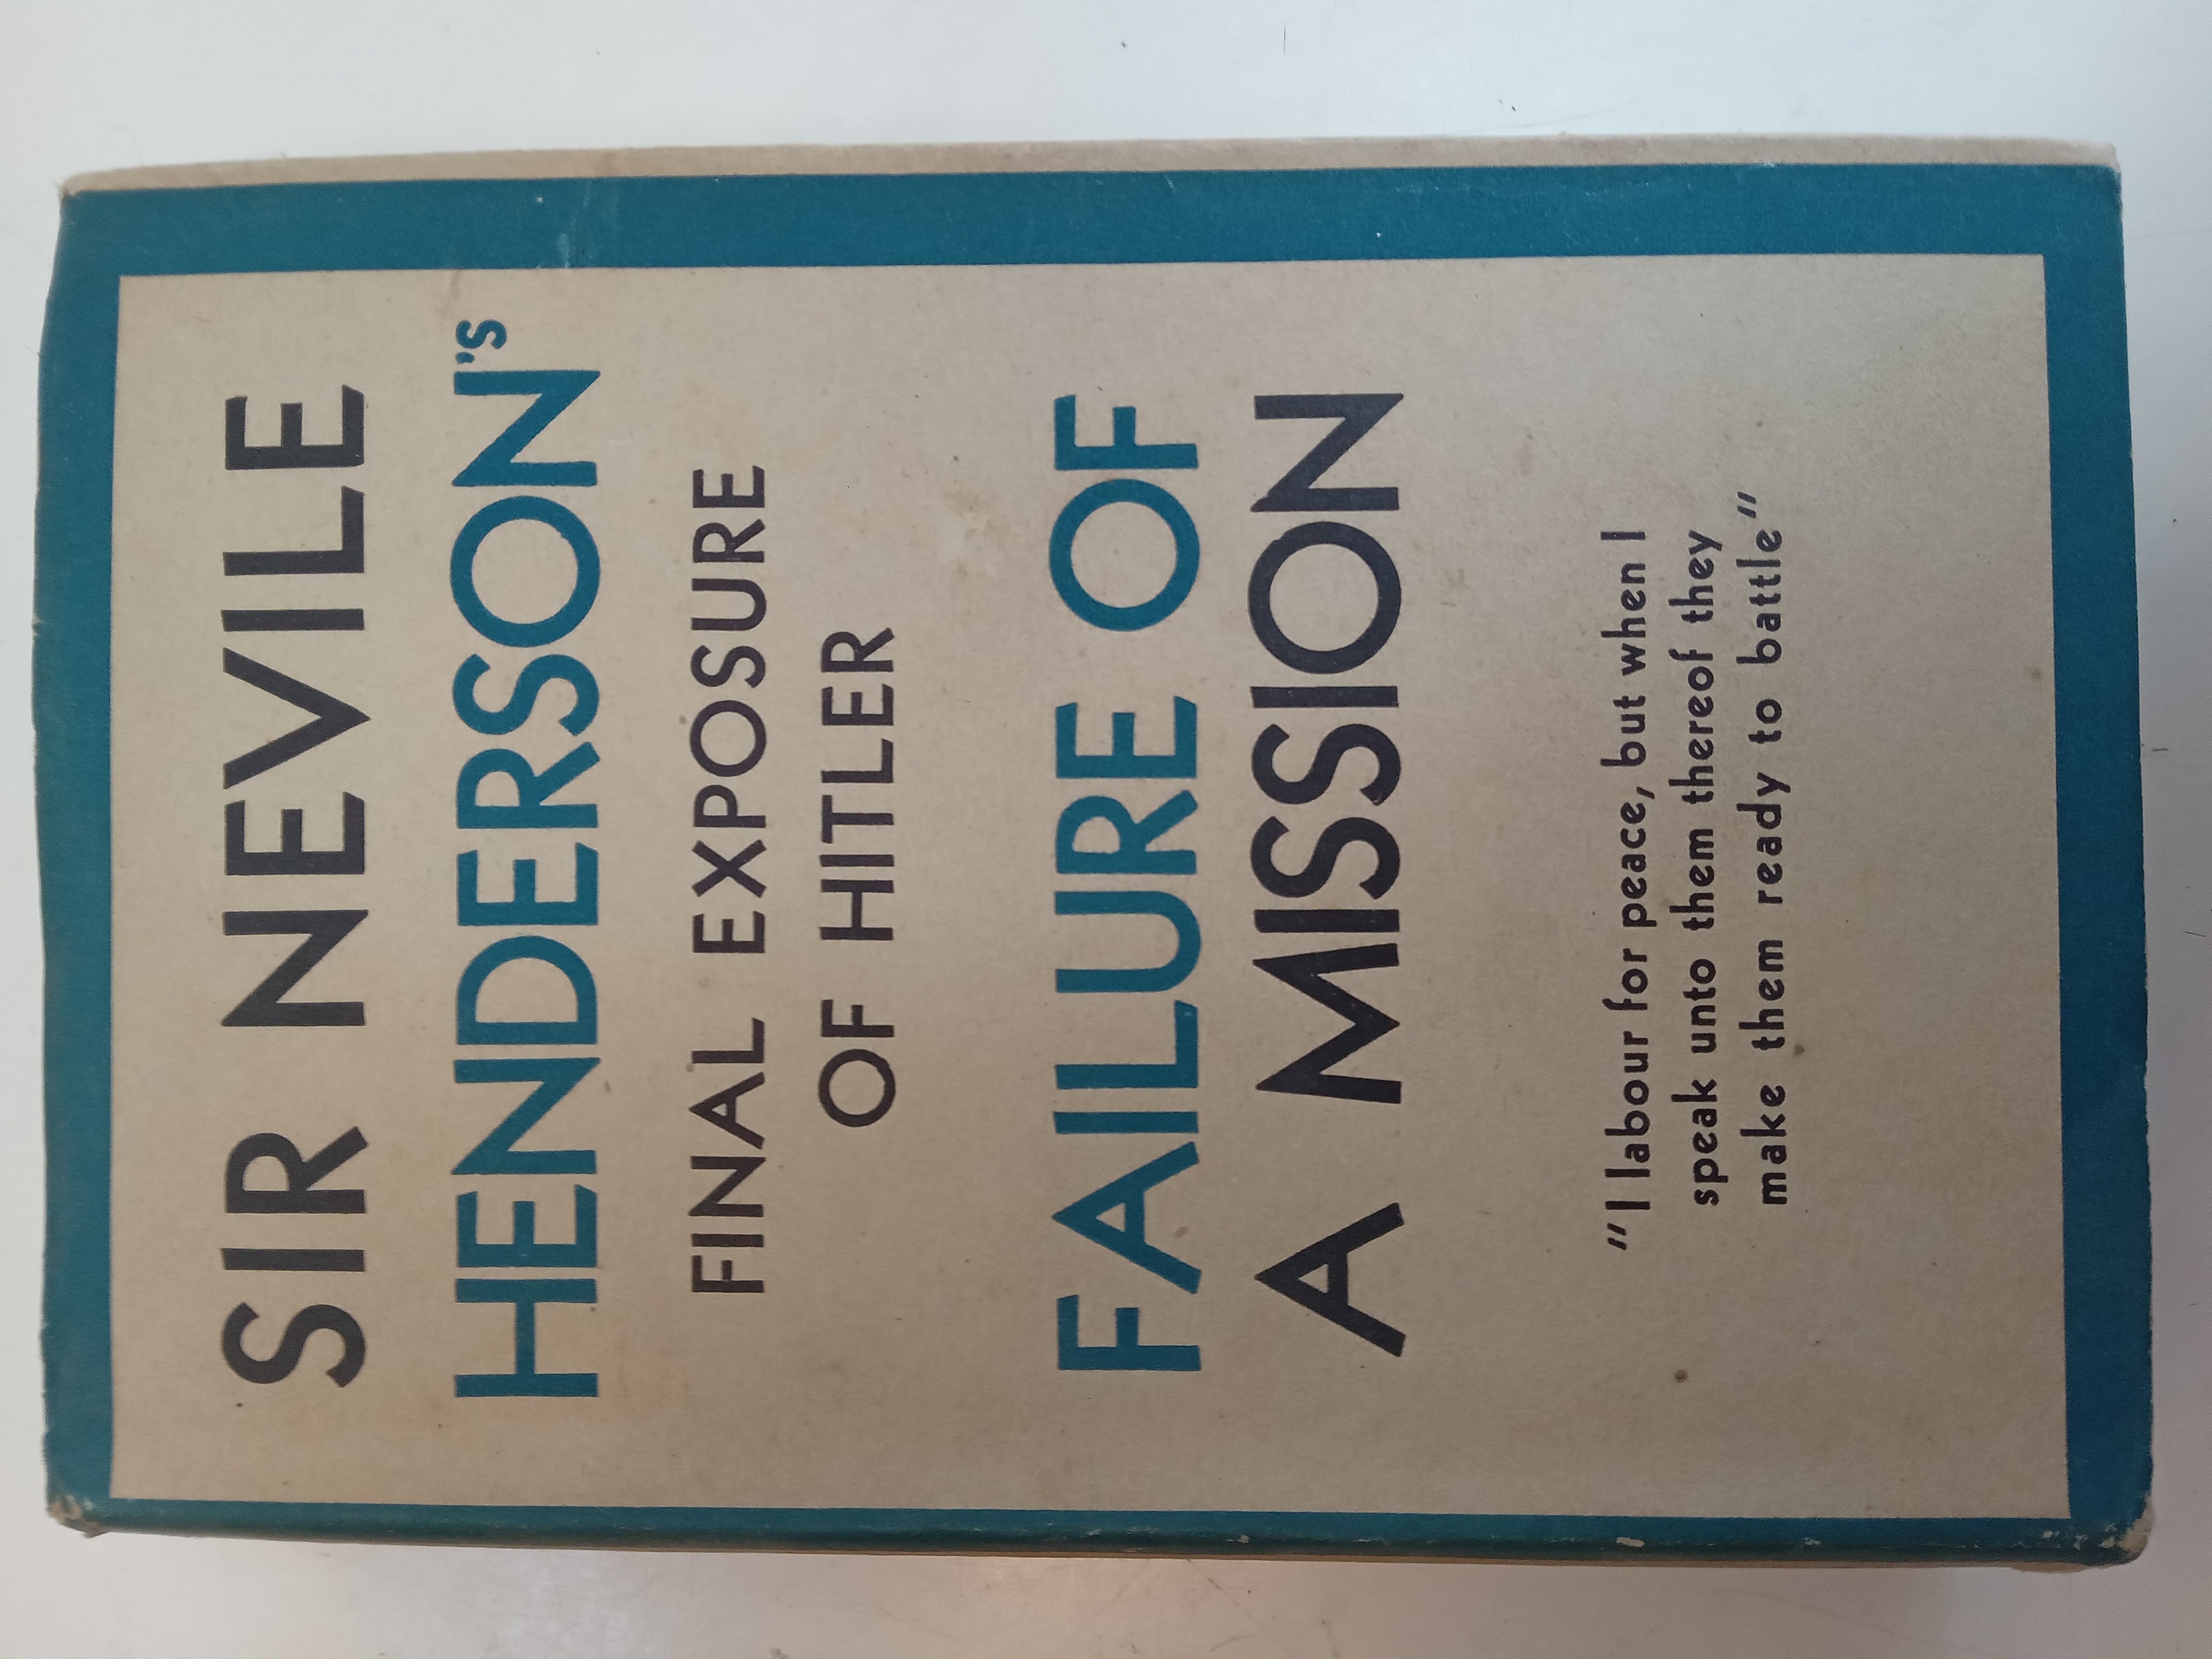 SIR NEVILE
HENDERSON'S
FINAL EXPOSURE
OF HITLER
FAILURE OF
A MISSION
"I labour for peace, but when I
speak unto them thereof they
make them ready to battle"